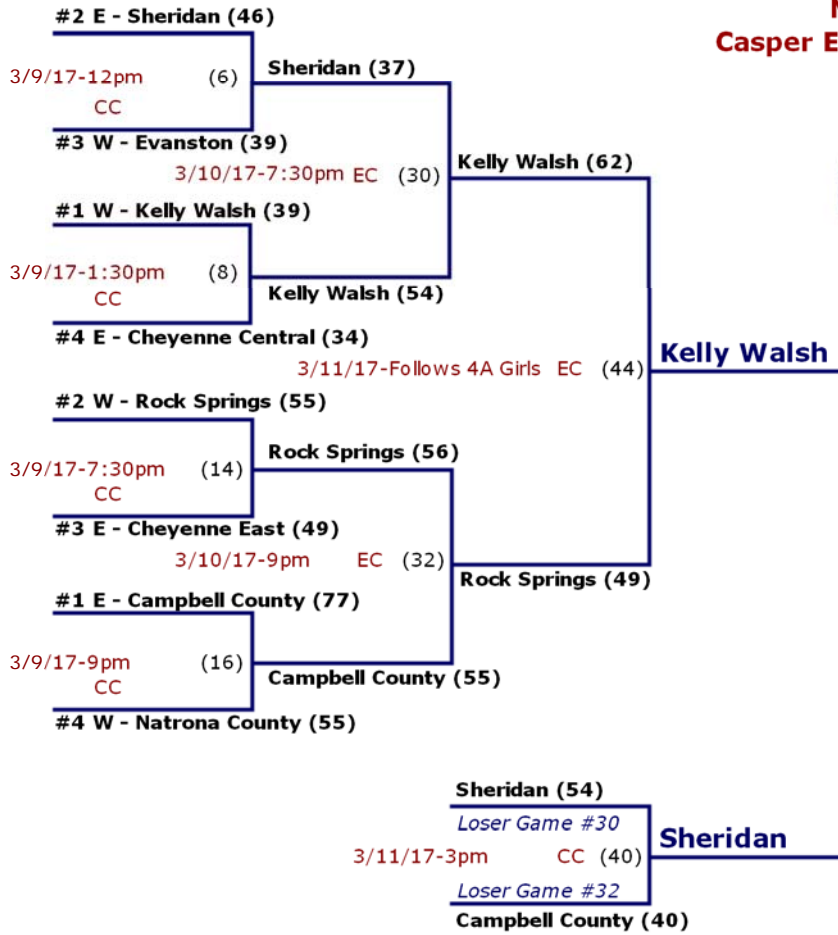 #2 E - Sheridan (46)
Casper E
3/9/17-12pm (6)
Sheridan (37)
CC
#3 W - Evanston (39)
3/10/17-7:30pm EC (30)
Kelly Walsh (62)
#1 W - Kelly Walsh (39)
3/9/17-1:30pm (8)
CC
Kelly Walsh (54)
#4 E - Cheyenne Central (34)
3/11/17-Follows 4A Girls EC (44)
Kelly Walsh
#2 W - Rock Springs (55)
Rock Springs (56)
3/9/17-7:30pm (14)
CC
#3 E - Cheyenne East (49)
3/10/17-9pm EC (32)
Rock Springs (49)
#1 E - Campbell County (77)
3/9/17-9pm (16)
CC
Campbell County (55)
#4 W - Natrona County (55)
Sheridan (54)
Loser Game #30
Sheridan
3/11/17-3pm CC (40)
Loser Game #32
Campbell County (40)